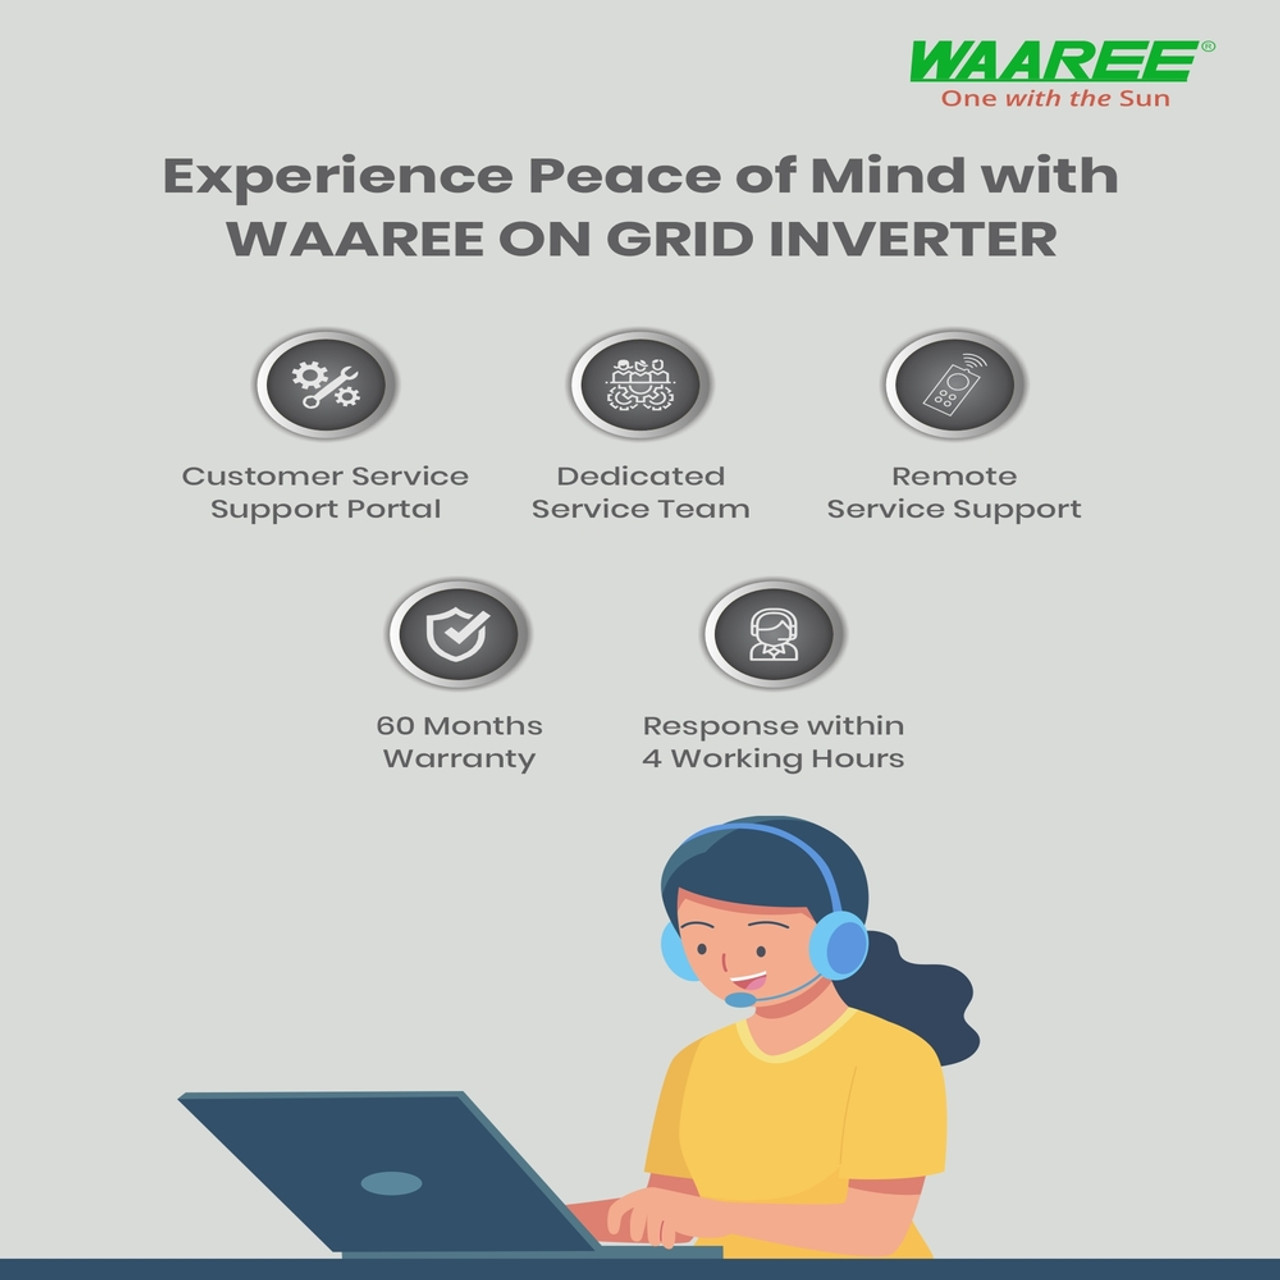 WAAREE®
One with the Sun
Experience Peace of Mind with
WAAREE ON GRID INVERTER
Customer Service
Support Portal
Dedicated
Service Team
Remote
Service Support
60 Months
Warranty
Response within
4 Working Hours